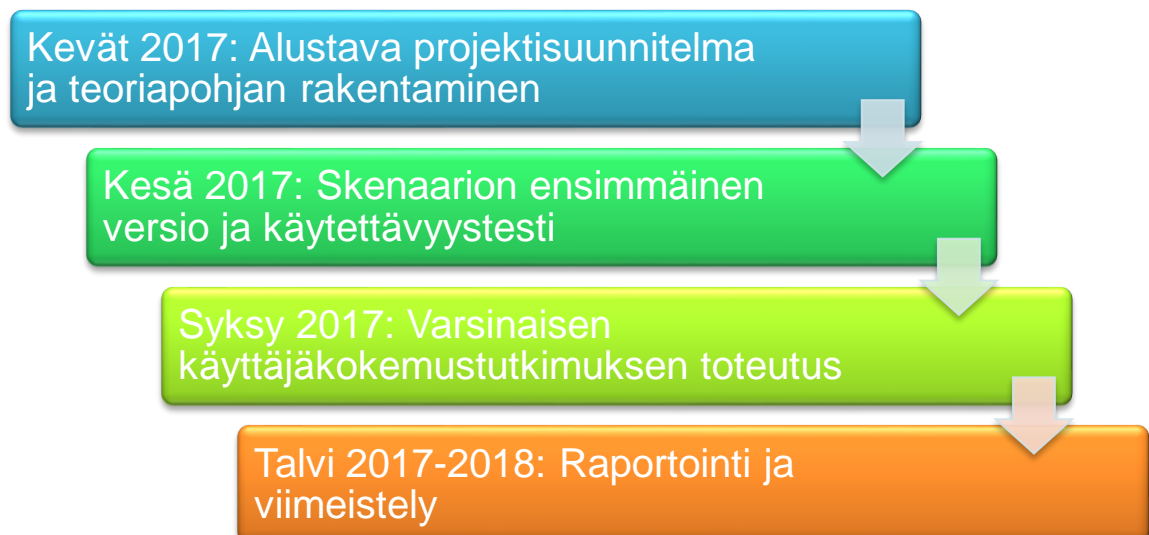 Kevät 2017: Alustava projektisuunnitelma
ja teoriapohjan rakentaminen
Kesä 2017: Skenaarion ensimmäinen
versio ja käytettävyystesti
Syksy 2017: Varsinaisen
käyttäjäkokemustutkimuksen toteutus
Talvi 2017-2018: Raportointi ja
viimeistely